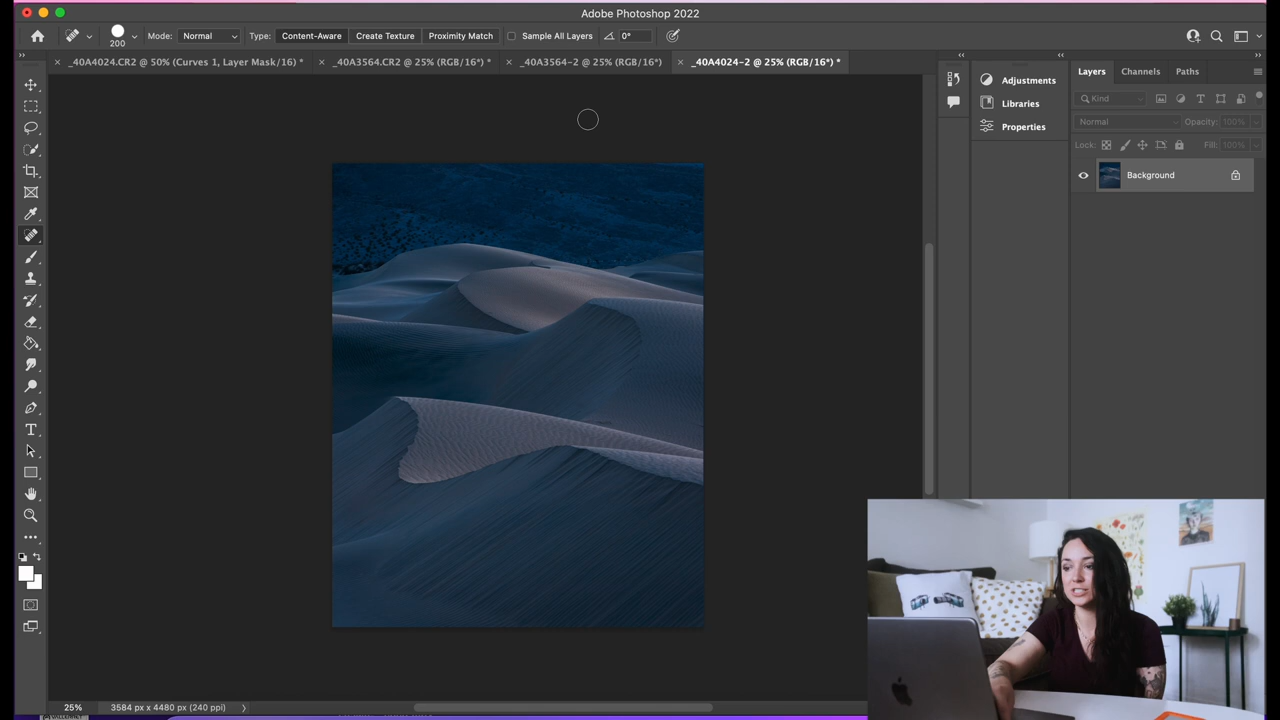 Adobe Photoshop 2022
200 Mode: Normal Type: Content-Aware Create Texture Proximity Match Sample All Layers 0°
_40A4024.CR2 @ 50% (Curves 1, Layer Mask/16) * _40A3564.CR2 @ 25% (RGB/16*) * _40A3564-2 @ 25% (RGB/16*) _40A4024-2 @ 25% (RGB/16*) *
Layers Channels Paths
Adjustments
Libraries
Properties
Kind
Normal Opacity: 100%
Lock: Fill: 100%
Background
25% 3584 px x 4480 px (240 ppi)